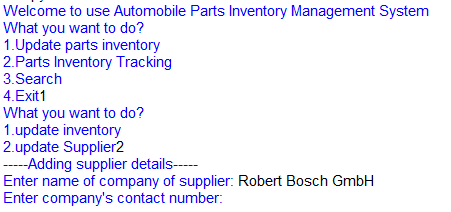 Welcome to use Automobile Parts Inventory Management System
What you want to do?
1.Update parts inventory
2.Parts Inventory Tracking
3.Search
4.Exit1
What you want to do?
1.update inventory
2.update Supplier2
-----Adding supplier details-----
Enter name of company of supplier: Robert Bosch GmbH
Enter company's contact number: